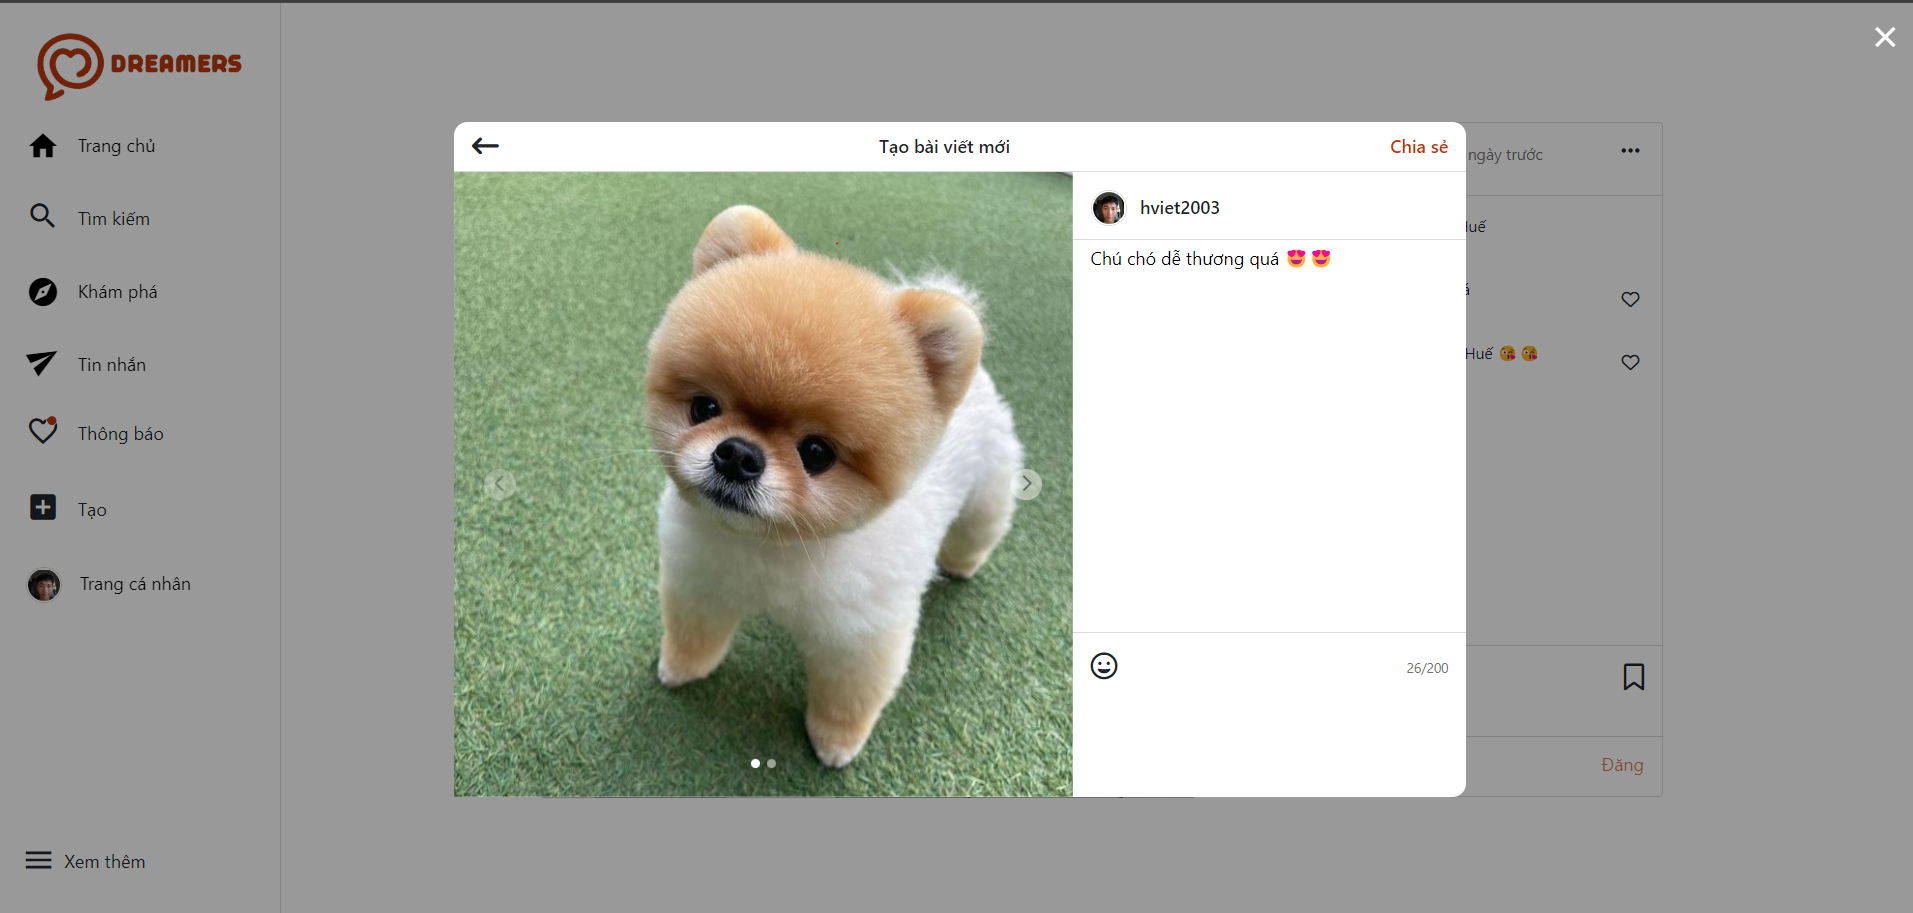 DREAMERS
Trang chủ
Tìm kiếm
Khám phá
Tin nhắn
Thông báo
Tạo
Trang cá nhân
Xem thêm
Tạo bài viết mới
Chia sẻ
hviet2003
Chú chó dễ thương quá 😍 😍
26/200
ngày trước
Huế 😘 😘
Đăng